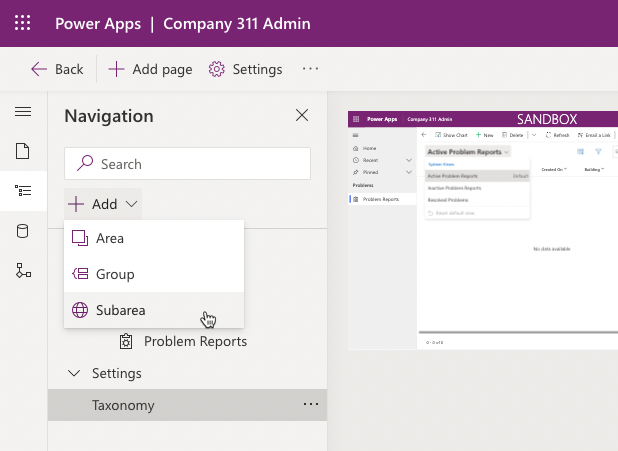 Power Apps | Company 311 Admin
Back
Add page
Settings
...
Navigation
Search
Add
Area
Group
Subarea
Problem Reports
Settings
Taxonomy
...
Power Apps Company 311 Admin SANDBOX
Show Chart
New
Delete
Refresh
Email a Link
Home
Recent
Pinned
Problems
Problem Reports
Active Problem Reports
System Views
Active Problem Reports Default
Inactive Problem Reports
Resolved Problems
Reset default view
Created On
Building
No data available
0 - 0 of 0